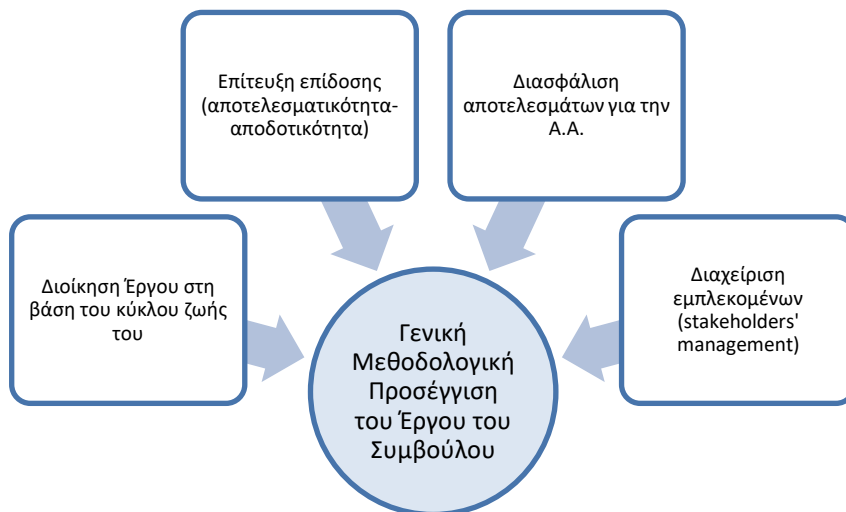 Επίτευξη επίδοσης
(αποτελεσματικότητα-
αποδοτικότητα)
Διασφάλιση
αποτελεσμάτων για την
Α.Α.
Διοίκηση Έργου στη
βάση του κύκλου ζωής
του
Διαχείριση
εμπλεκομένων
(stakeholders'
management)
Γενική
Μεθοδολογική
Προσέγγιση
του Έργου του
Συμβούλου